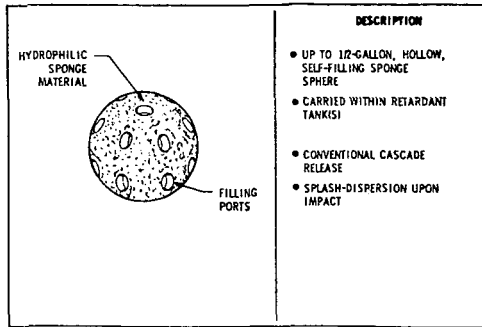 HYDROPHILIC
SPONGE
MATERIAL
FILLING
PORTS
DESCRIPTION
• UP TO 1/2-GALLON, HOLLOW,
SELF-FILLING SPONGE
SPHERE
• CARRIED WITHIN RETARDANT
TANK(S)
• CONVENTIONAL CASCADE
RELEASE
• SPLASH-DISPERSION UPON
IMPACT